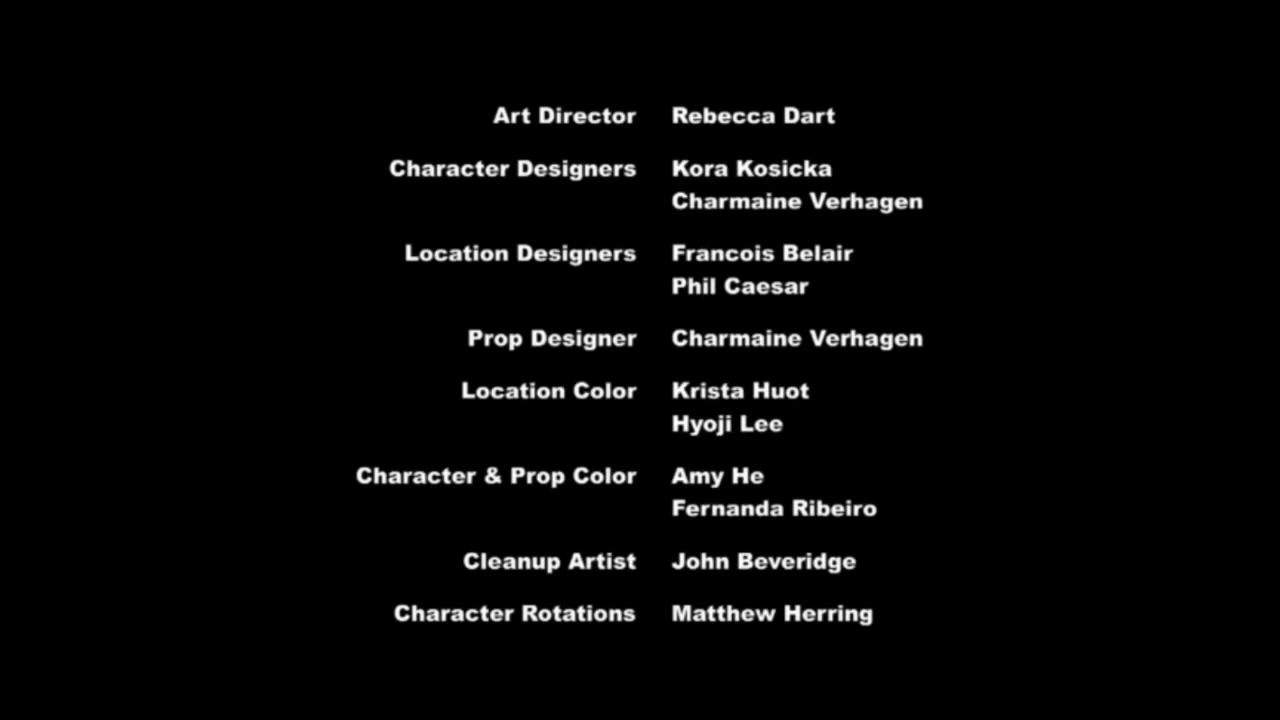 Art Director Rebecca Dart
Character Designers Kora Kosicka
Charmaine Verhagen
Location Designers Francois Belair
Phil Caesar
Prop Designer Charmaine Verhagen
Location Color Krista Huot
Hyoji Lee
Character & Prop Color Amy He
Fernanda Ribeiro
Cleanup Artist John Beveridge
Character Rotations Matthew Herring